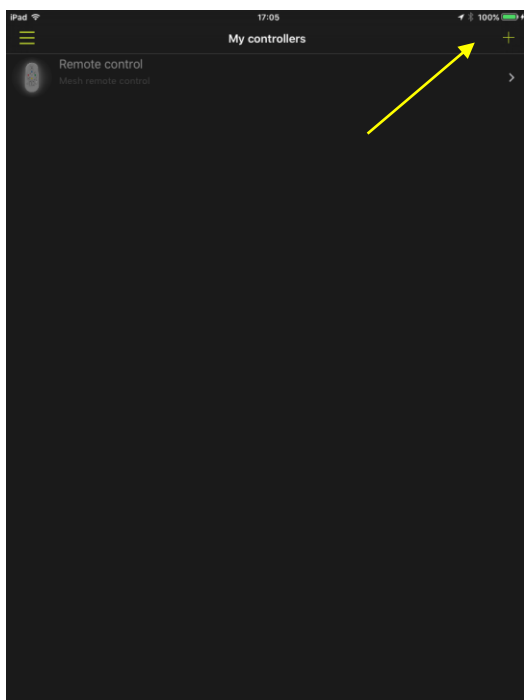 iPad 17:05 100%
My controllers
Remote control
Mesh remote control